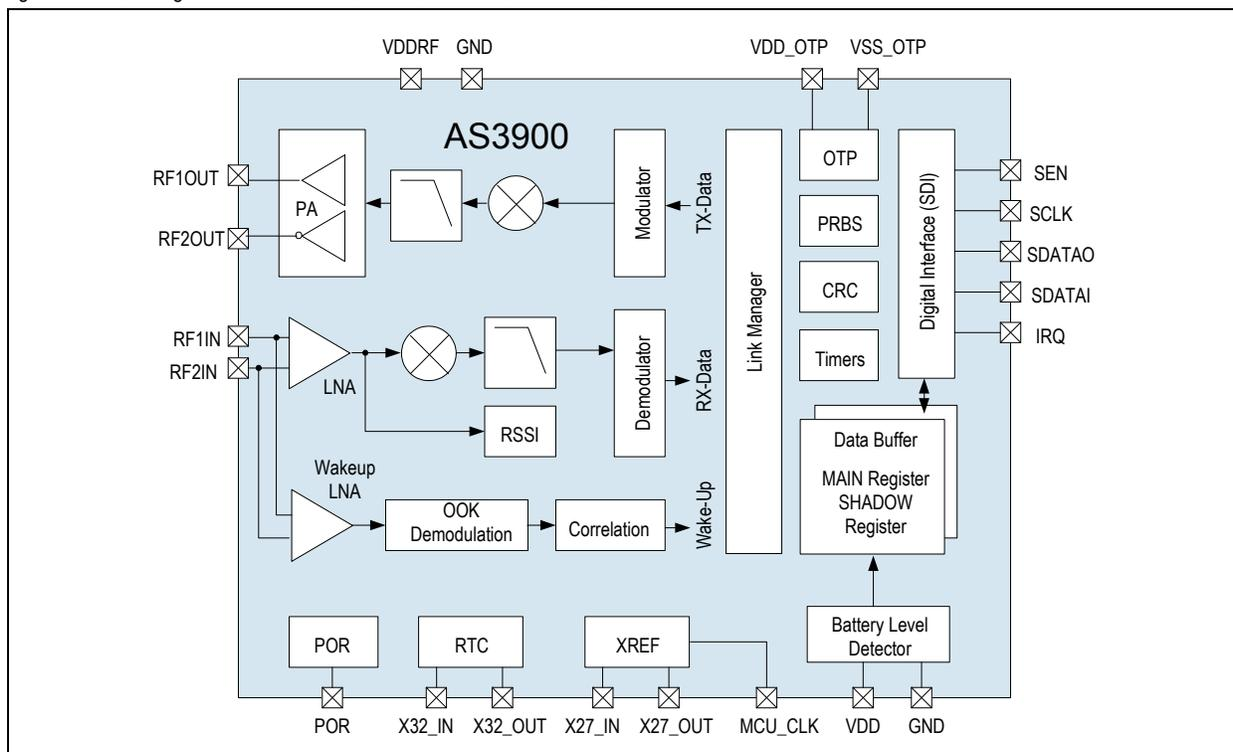 VDDRF GND VDD_OTP VSS_OTP
AS3900
RF1OUT
PA
RF2OUT
Modulator
TX-Data
Link Manager
OTP
PRBS
CRC
Timers
Digital Interface (SDI)
SEN
SCLK
SDATAO
SDATAI
IRQ
RF1IN
RF2IN
LNA
RSSI
Demodulator
RX-Data
Data Buffer
MAIN Register
SHADOW
Register
Wakeup
LNA
OOK
Demodulation
Correlation
Wake-Up
POR
RTC
XREF
Battery Level
Detector
POR X32_IN X32_OUT X27_IN X27_OUT MCU_CLK VDD GND